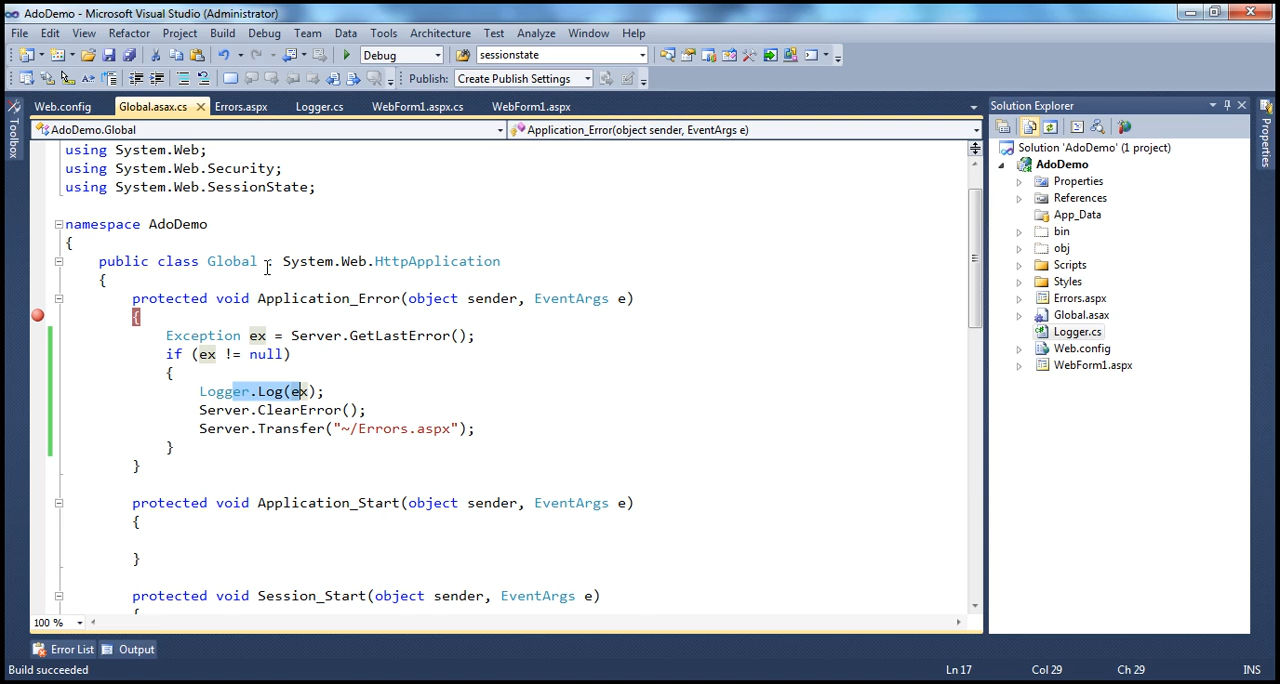 AdoDemo - Microsoft Visual Studio (Administrator)
File Edit View Refactor Project Build Debug Team Data Tools Architecture Test Analyze Window Help
Debug sessionstate
Publish: Create Publish Settings
Web.config Global.asax.cs Errors.aspx Logger.cs WebForm1.aspx.cs WebForm1.aspx
AdoDemo.Global Application_Error(object sender, EventArgs e)
Toolbox
using System.Web;
using System.Web.Security;
using System.Web.SessionState;
namespace AdoDemo
{
public class Global : System.Web.HttpApplication
{
protected void Application_Error(object sender, EventArgs e)
{
Exception ex = Server.GetLastError();
if (ex != null)
{
Logger.Log(ex);
Server.ClearError();
Server.Transfer("~/Errors.aspx");
}
}
protected void Application_Start(object sender, EventArgs e)
{
}
protected void Session_Start(object sender, EventArgs e)
{
100 %
Solution Explorer
Solution 'AdoDemo' (1 project)
AdoDemo
Properties
References
App_Data
bin
obj
Scripts
Styles
Errors.aspx
Global.asax
Logger.cs
Web.config
WebForm1.aspx
Properties
Error List Output
Build succeeded Ln 17 Col 29 Ch 29 INS